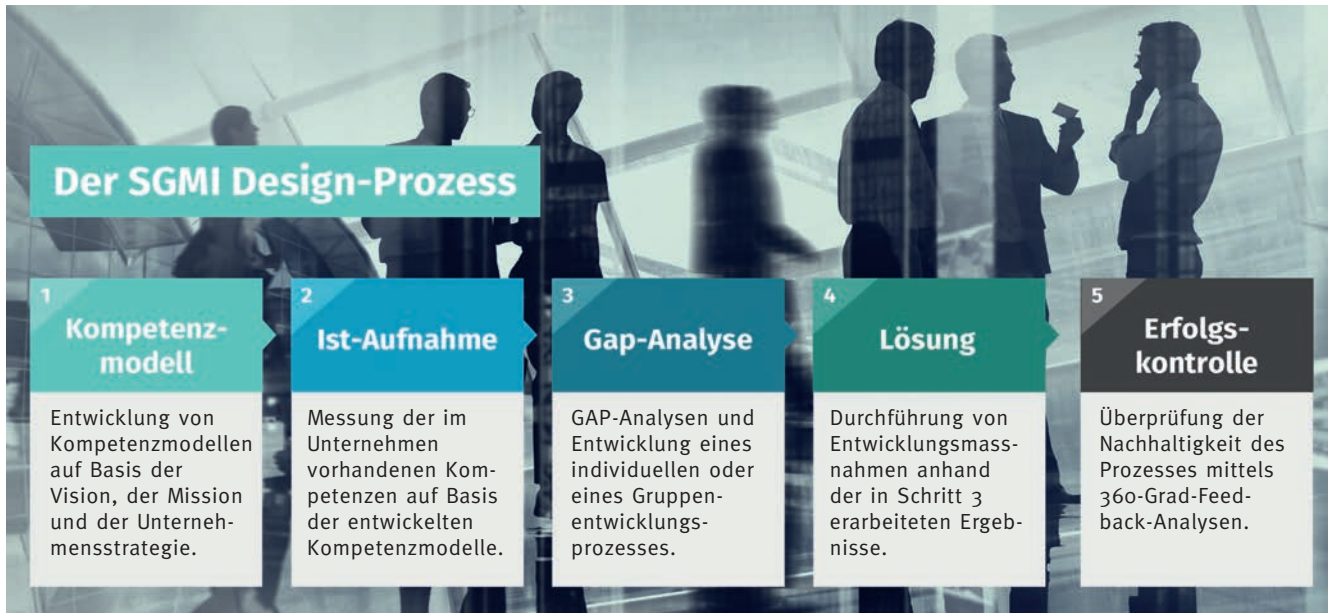 Der SGMI Design-Prozess
1
Kompetenz-
modell
Entwicklung von
Kompetenzmodellen
auf Basis der
Vision, der Mission
und der Unterneh-
mensstrategie.
2
Ist-Aufnahme
Messung der im
Unternehmen
vorhandenen Kom-
petenzen auf Basis
der entwickelten
Kompetenzmodelle.
3
Gap-Analyse
GAP-Analysen und
Entwicklung eines
individuellen oder
eines Gruppen-
entwicklungs-
prozesses.
4
Lösung
Durchführung von
Entwicklungsmass-
nahmen anhand
der in Schritt 3
erarbeiteten Ergeb-
nisse.
5
Erfolgs-
kontrolle
Überprüfung der
Nachhaltigkeit des
Prozesses mittels
360-Grad-Feed-
back-Analysen.